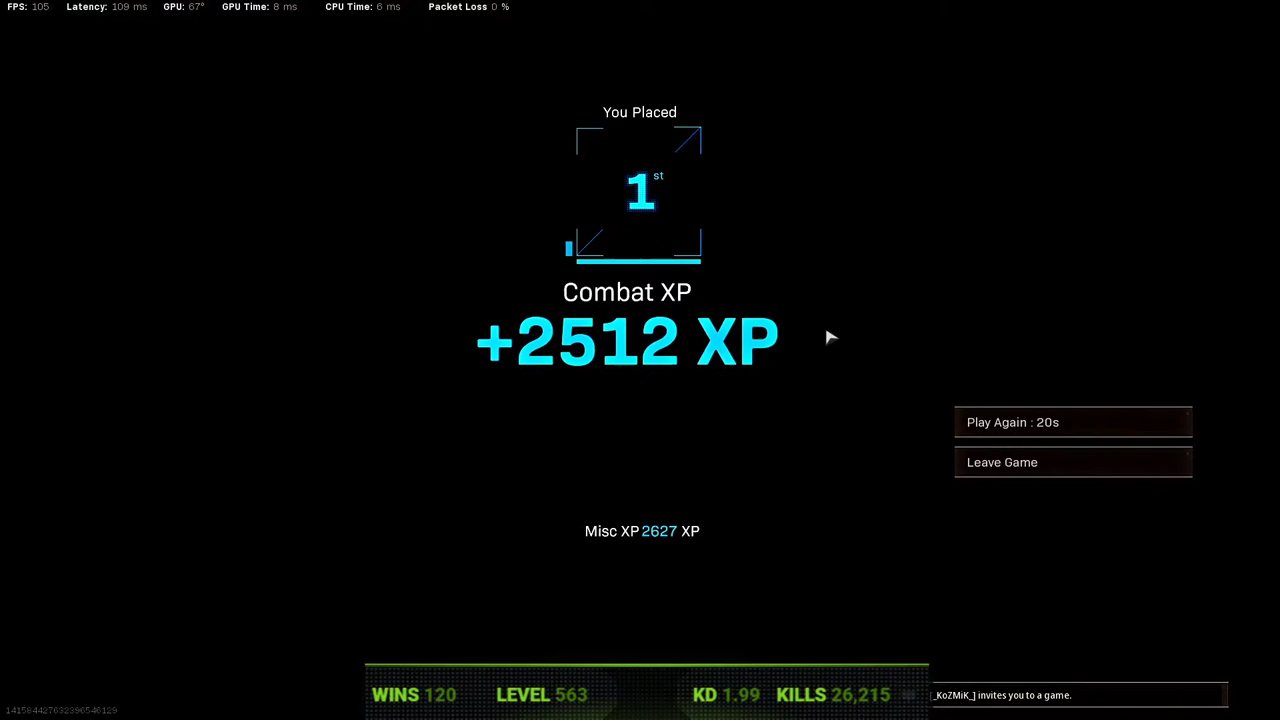 FPS: 105 Latency: 109 ms GPU: 67° GPU Time: 8 ms CPU Time: 6 ms Packet Loss 0 %
You Placed
1st
Combat XP
+2512 XP
Play Again : 20s
Leave Game
Misc XP 2627 XP
WINS 120 LEVEL 563 KD 1.99 KILLS 26,215
_KoZMiK_] invites you to a game.